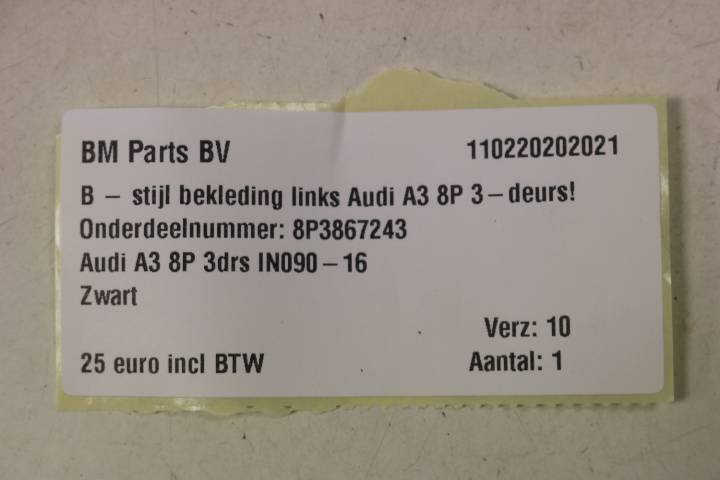 BM Parts BV 110220202021
B - stijl bekleding links Audi A3 8P 3-deurs!
Onderdeelnummer: 8P3867243
Audi A3 8P 3drs IN090-16
Zwart
Verz: 10
25 euro incl BTW Aantal: 1